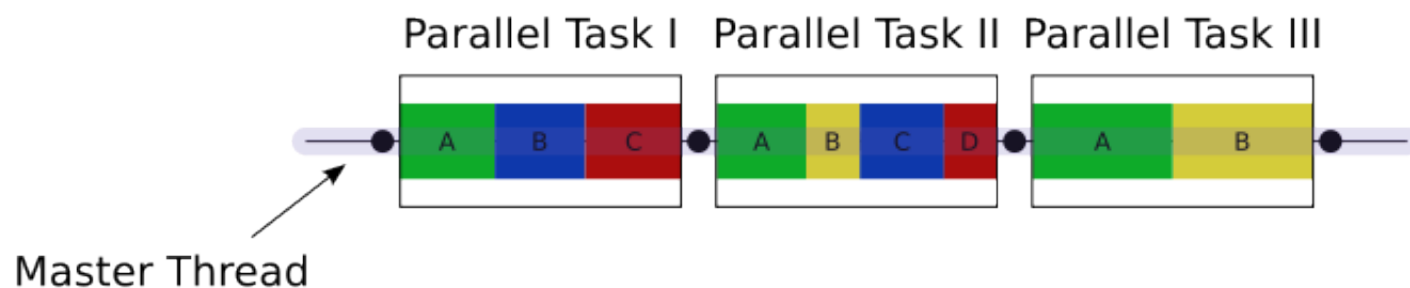 Parallel Task I
Parallel Task II
Parallel Task III
A B C
A B C D
A B
Master Thread